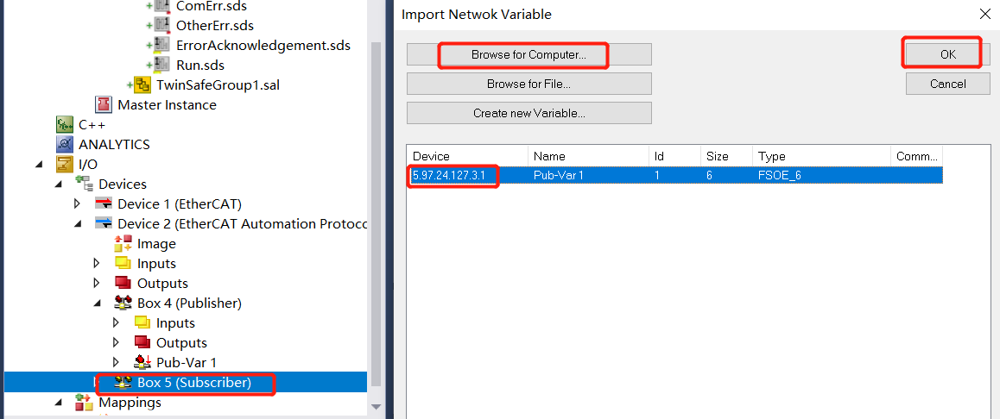 ComErr.sds
OtherErr.sds
ErrorAcknowledgement.sds
Run.sds
TwinSafeGroup1.sal
Master Instance
C++
ANALYTICS
I/O
Devices
Device 1 (EtherCAT)
Device 2 (EtherCAT Automation Protoc
Image
Inputs
Outputs
Box 4 (Publisher)
Inputs
Outputs
Pub-Var 1
Box 5 (Subscriber)
Mappings
Import Netwok Variable
Browse for Computer...
OK
Browse for File...
Cancel
Create new Variable...
Device Name Id Size Type Comm...
5.97.24.127.3.1 Pub-Var 1 1 6 FSOE_6